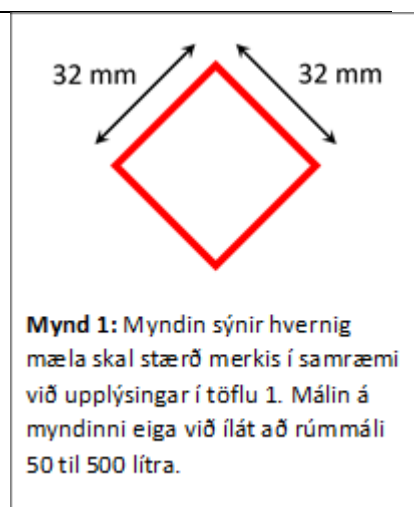 32 mm 32 mm
Mynd 1: Myndin sýnir hvernig
mæla skal stærð merkis í samræmi
við upplýsingar í töflu 1. Málin á
myndinni eiga við ílát að rúmmáli
50 til 500 lítra.